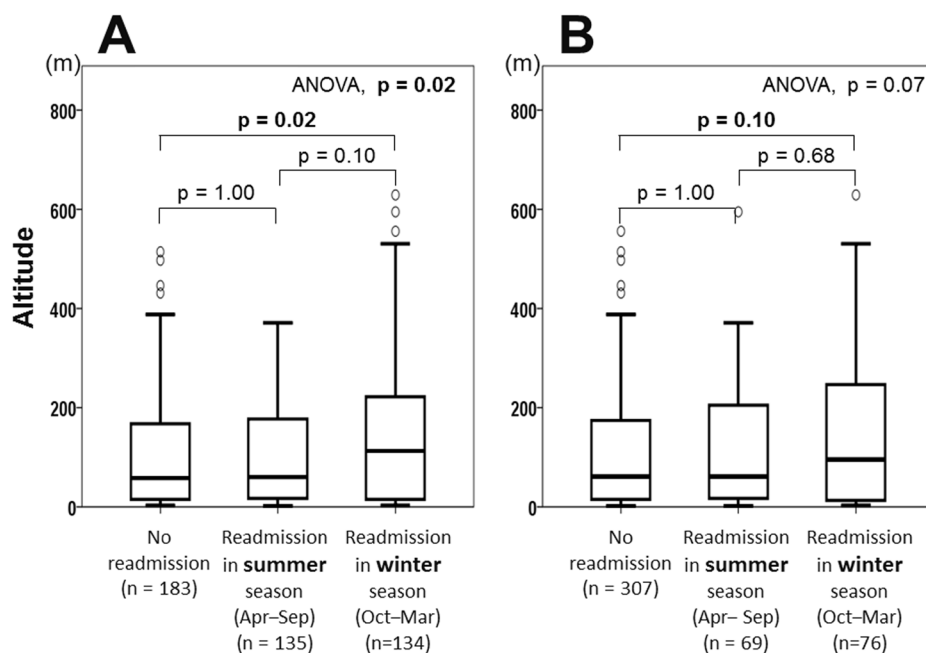 A
(m)
ANOVA, p = 0.02
p = 0.02
p = 0.10
p = 1.00
800
600
400
200
0
Altitude
No
readmission
(n = 183)
Readmission
in summer
season
(Apr–Sep)
(n = 135)
Readmission
in winter
season
(Oct–Mar)
(n=134)
B
(m)
ANOVA, p = 0.07
p = 0.10
p = 0.68
p = 1.00
800
600
400
200
0
No
readmission
(n = 307)
Readmission
in summer
season
(Apr– Sep)
(n = 69)
Readmission
in winter
season
(Oct–Mar)
(n=76)